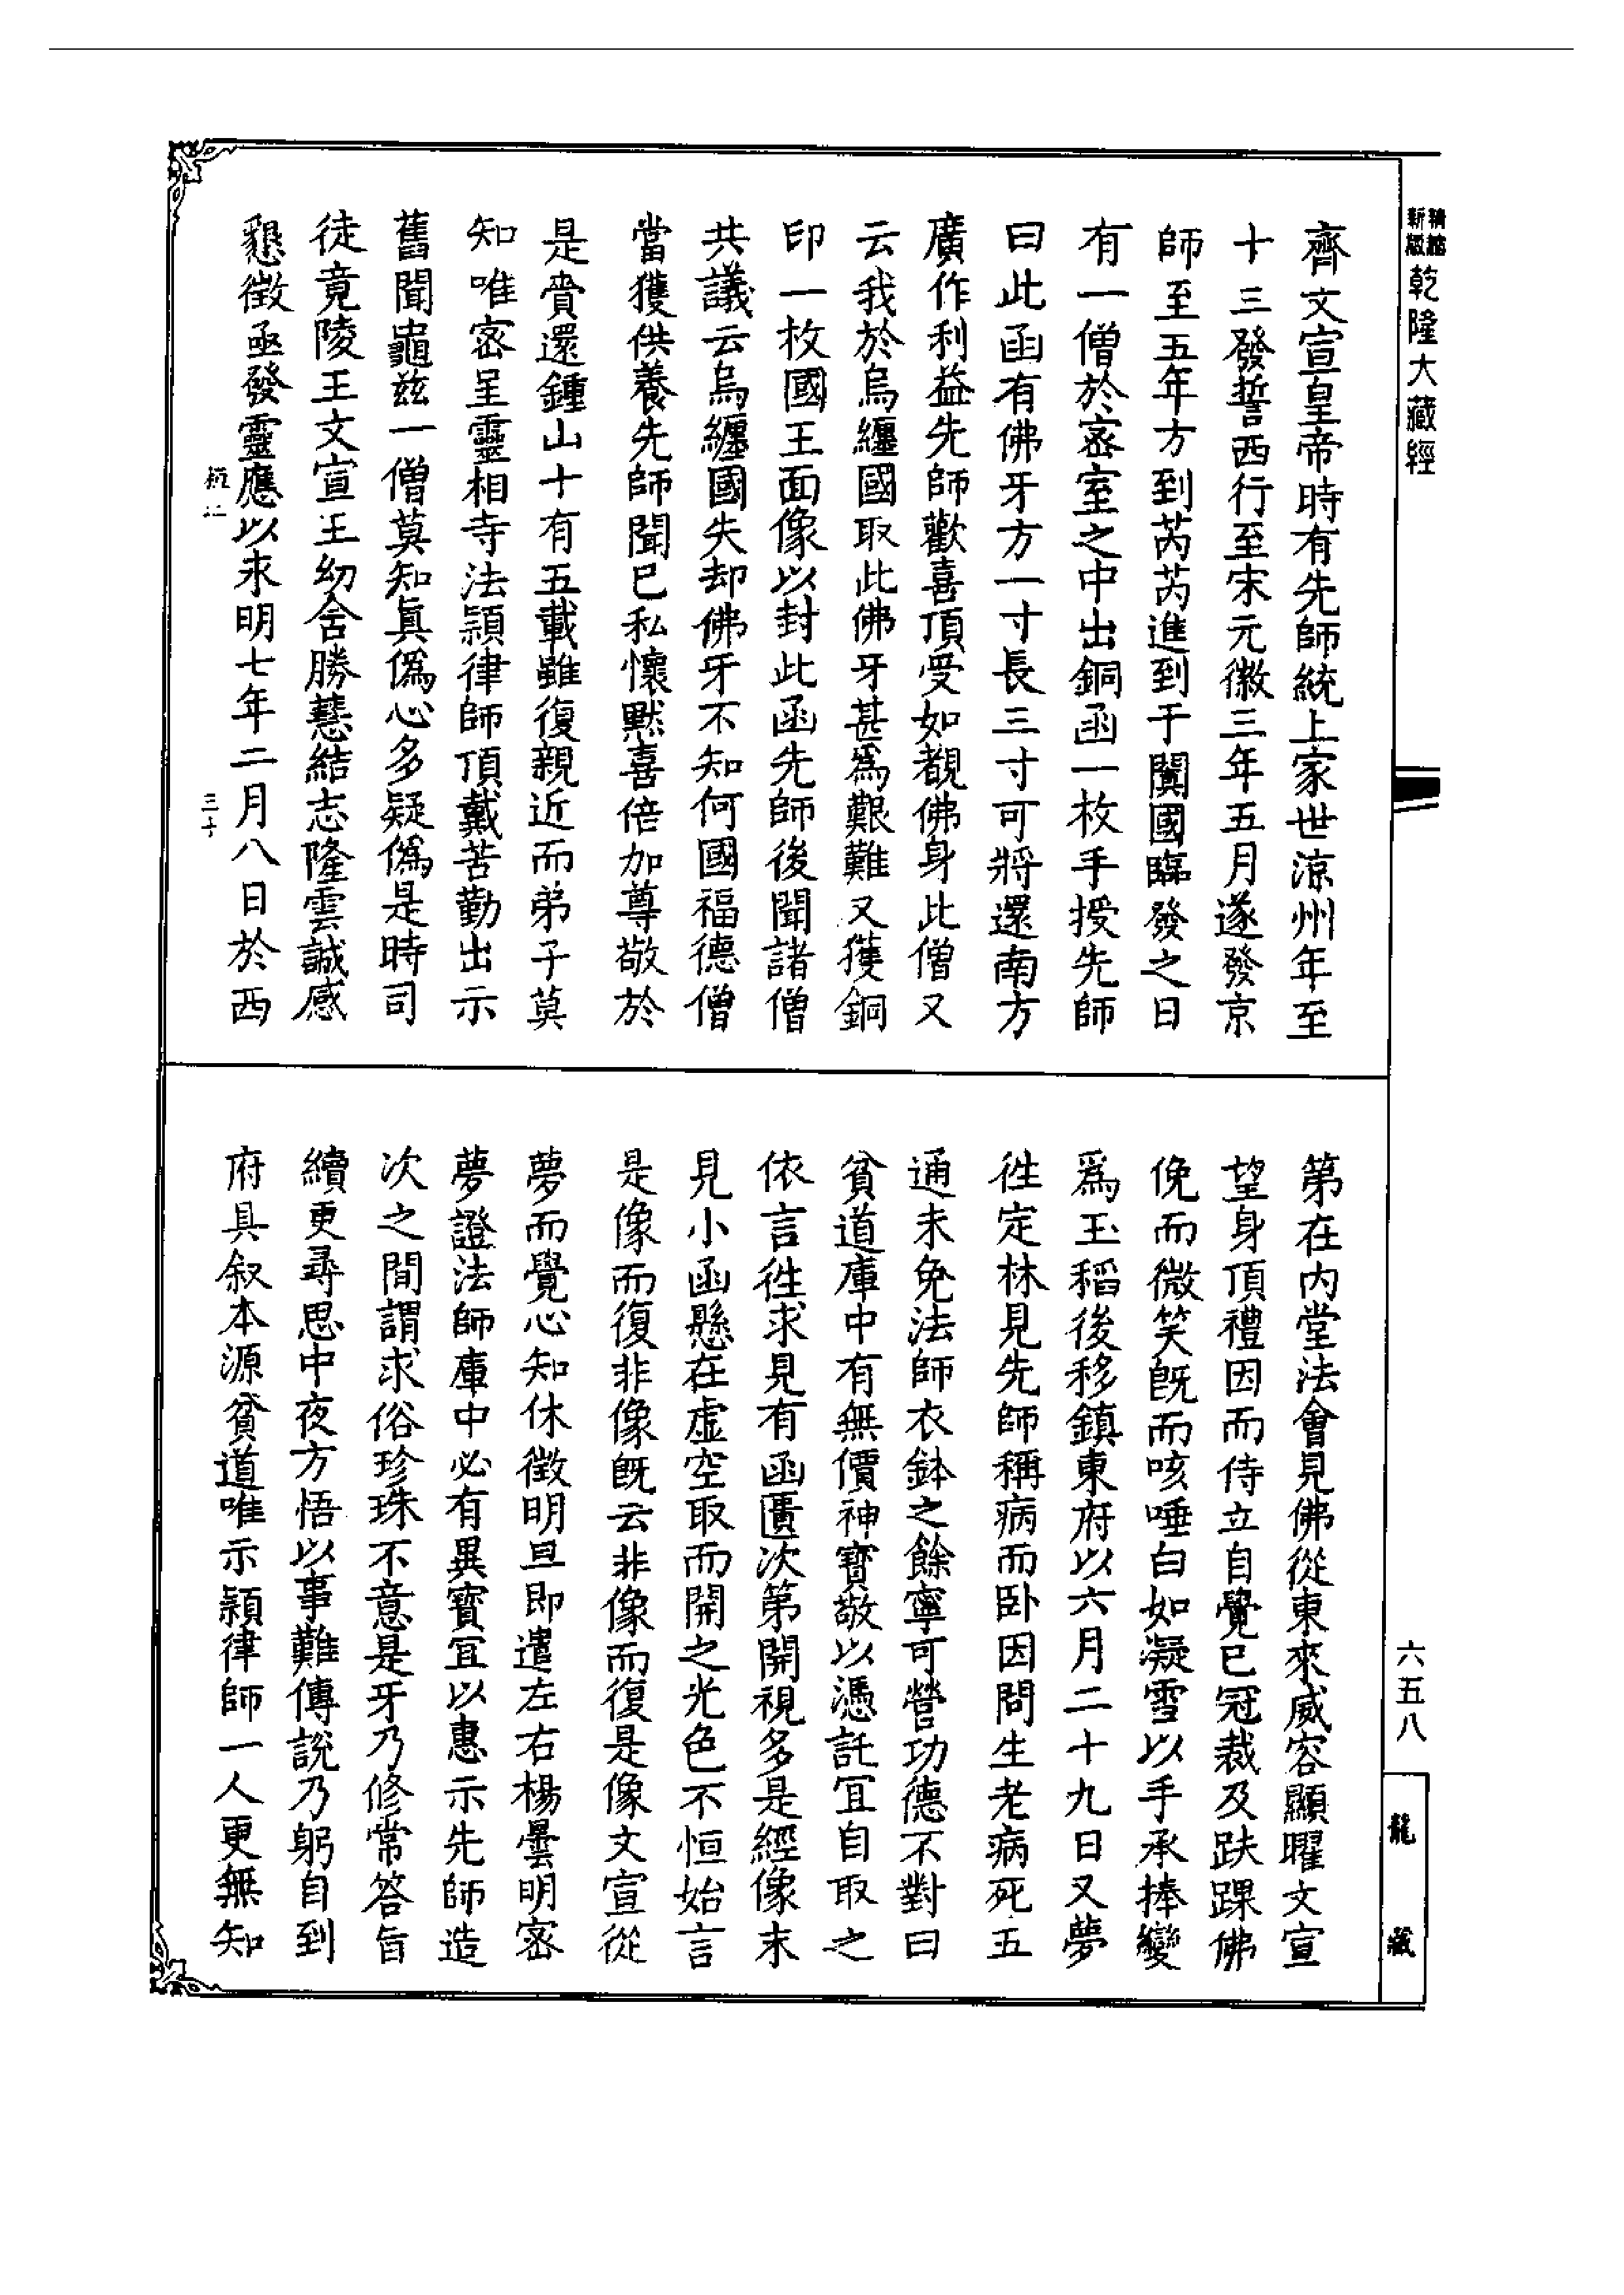 新編縮
乾隆大藏經
齊文宣皇帝時有先師統上家世涼州年至
十三發誓西行至宋元徽三年五月遂發京
師至五年方到芮芮進到于闐國臨發之日
有一僧於密室之中出銅函一枚手授先師
曰此函有佛牙方一寸長三寸可將還南方
廣作利益先師歡喜頂受如覩佛身此僧又
云我於烏纏國取此佛牙甚爲艱難又獲銅
印一枚國王面像以封此函先師後聞諸僧
共議云烏纏國失却佛牙不知何國福德僧
當獲供養先師聞巳私懷默喜倍加尊敬於
是賫還鍾山十有五載雖復親近而弟子莫
知唯密呈靈相寺法頴律師頂戴苦勤出示
舊聞龜茲一僧莫知真僞心多疑僞是時司
徒竟陵王文宣王幼含勝慧結志隆雲誠感
懇徵亟發靈應以永明七年二月八日於西
三十
第在内堂法會見佛從東來威容顯曜文宣
望身頂禮因而侍立自覺巳冠裁及趺踝佛
俛而微笑旣而咳唾白如凝雪以手承捧變
爲玉稻後移鎮東府以六月二十九日又夢
徃定林見先師稱病而卧因問生老病死五
通未免法師衣鉢之餘寧可營功德不對曰
貧道庫中有無價神寶敬以憑託宜自取之
依言徃求見有函匱次第開視多是經像末
見小函懸在虛空取而開之光色不恒始言
是像而復非像旣云非像而復是像文宣從
夢而覺心知休徵明旦即遣左右楊曇明密
夢證法師庫中必有異寶宜以惠示先師造
次之間謂求俗珍珠不意是牙乃修常答旨
續更尋思中夜方悟以事難傳說乃躬自到
府具叙本源貧道唯示頴律師一人更無知
六五八
龍藏